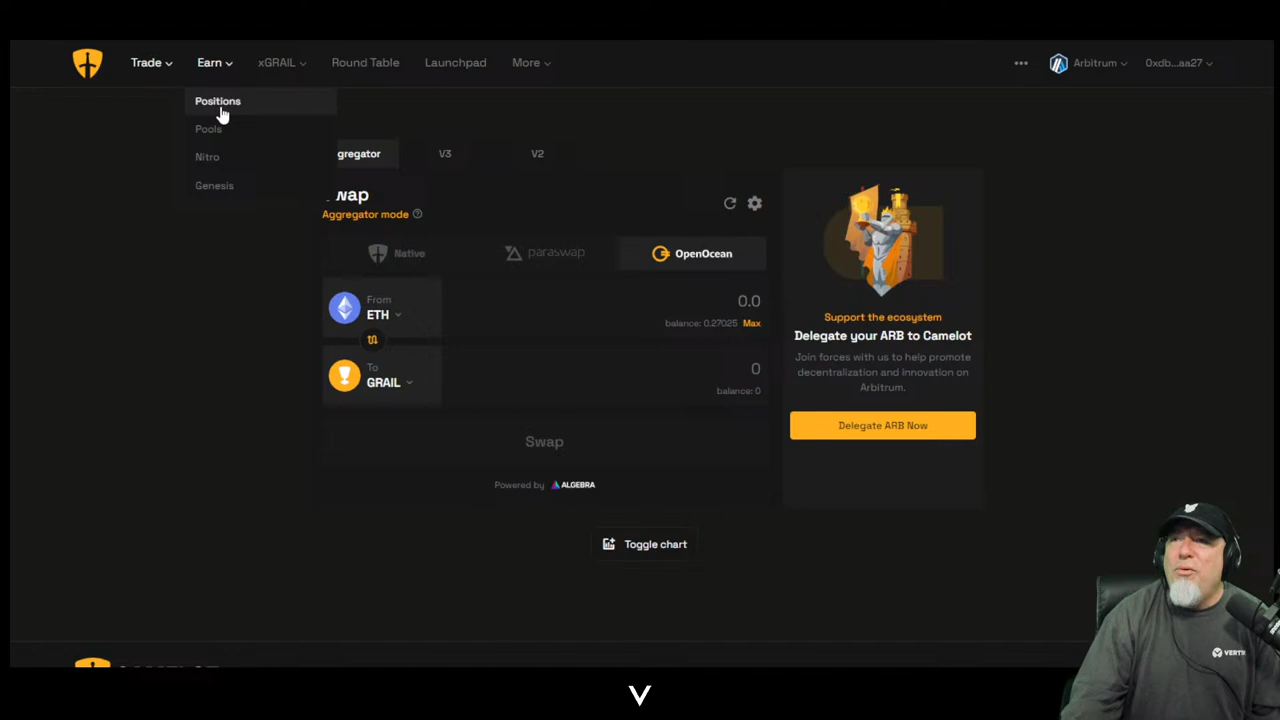 Trade Earn xGRAIL Round Table Launchpad More ••• Arbitrum 0xdb...aa27
Positions
Pools
Nitro
Genesis
gregator V3 V2
wap
Aggregator mode
Native paraswap OpenOcean
From
ETH
0.0
balance: 0.27025 Max
To
GRAIL
0
balance: 0
Swap
Powered by ALGEBRA
Toggle chart
Support the ecosystem
Delegate your ARB to Camelot
Join forces with us to help promote
decentralization and innovation on
Arbitrum.
Delegate ARB Now
VERT